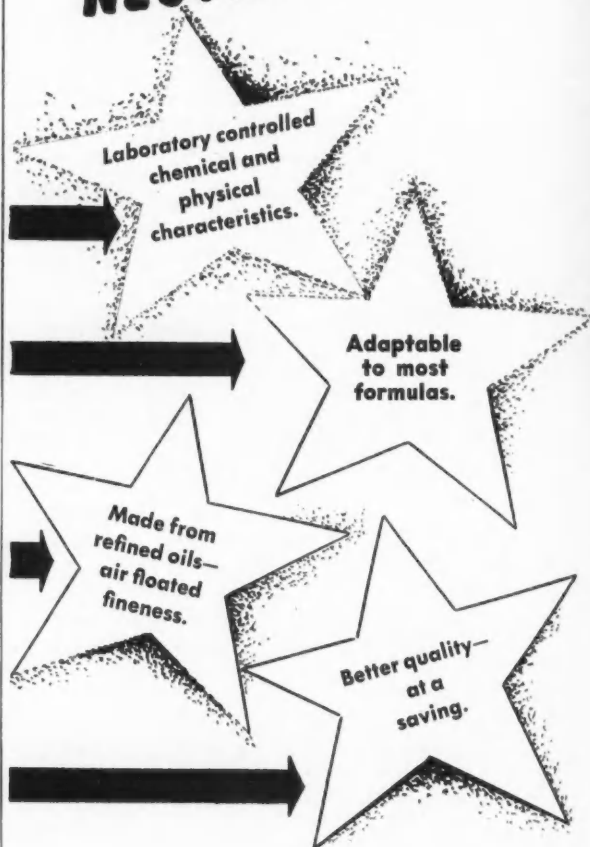 Laboratory controlled
chemical and
physical
characteristics.
Adaptable
to most
formulas.
Made from
refined oils—
air floated
fineness.
Better quality—
at a
saving.